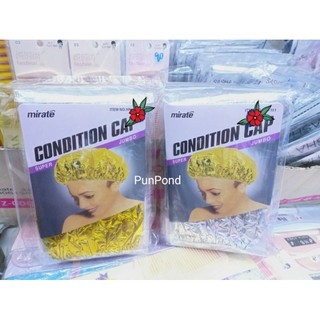 mirate
CONDITION CAP
SUPER JUMBO
mirate
CONDITION CAP
SUPER JUMBO
PunPond